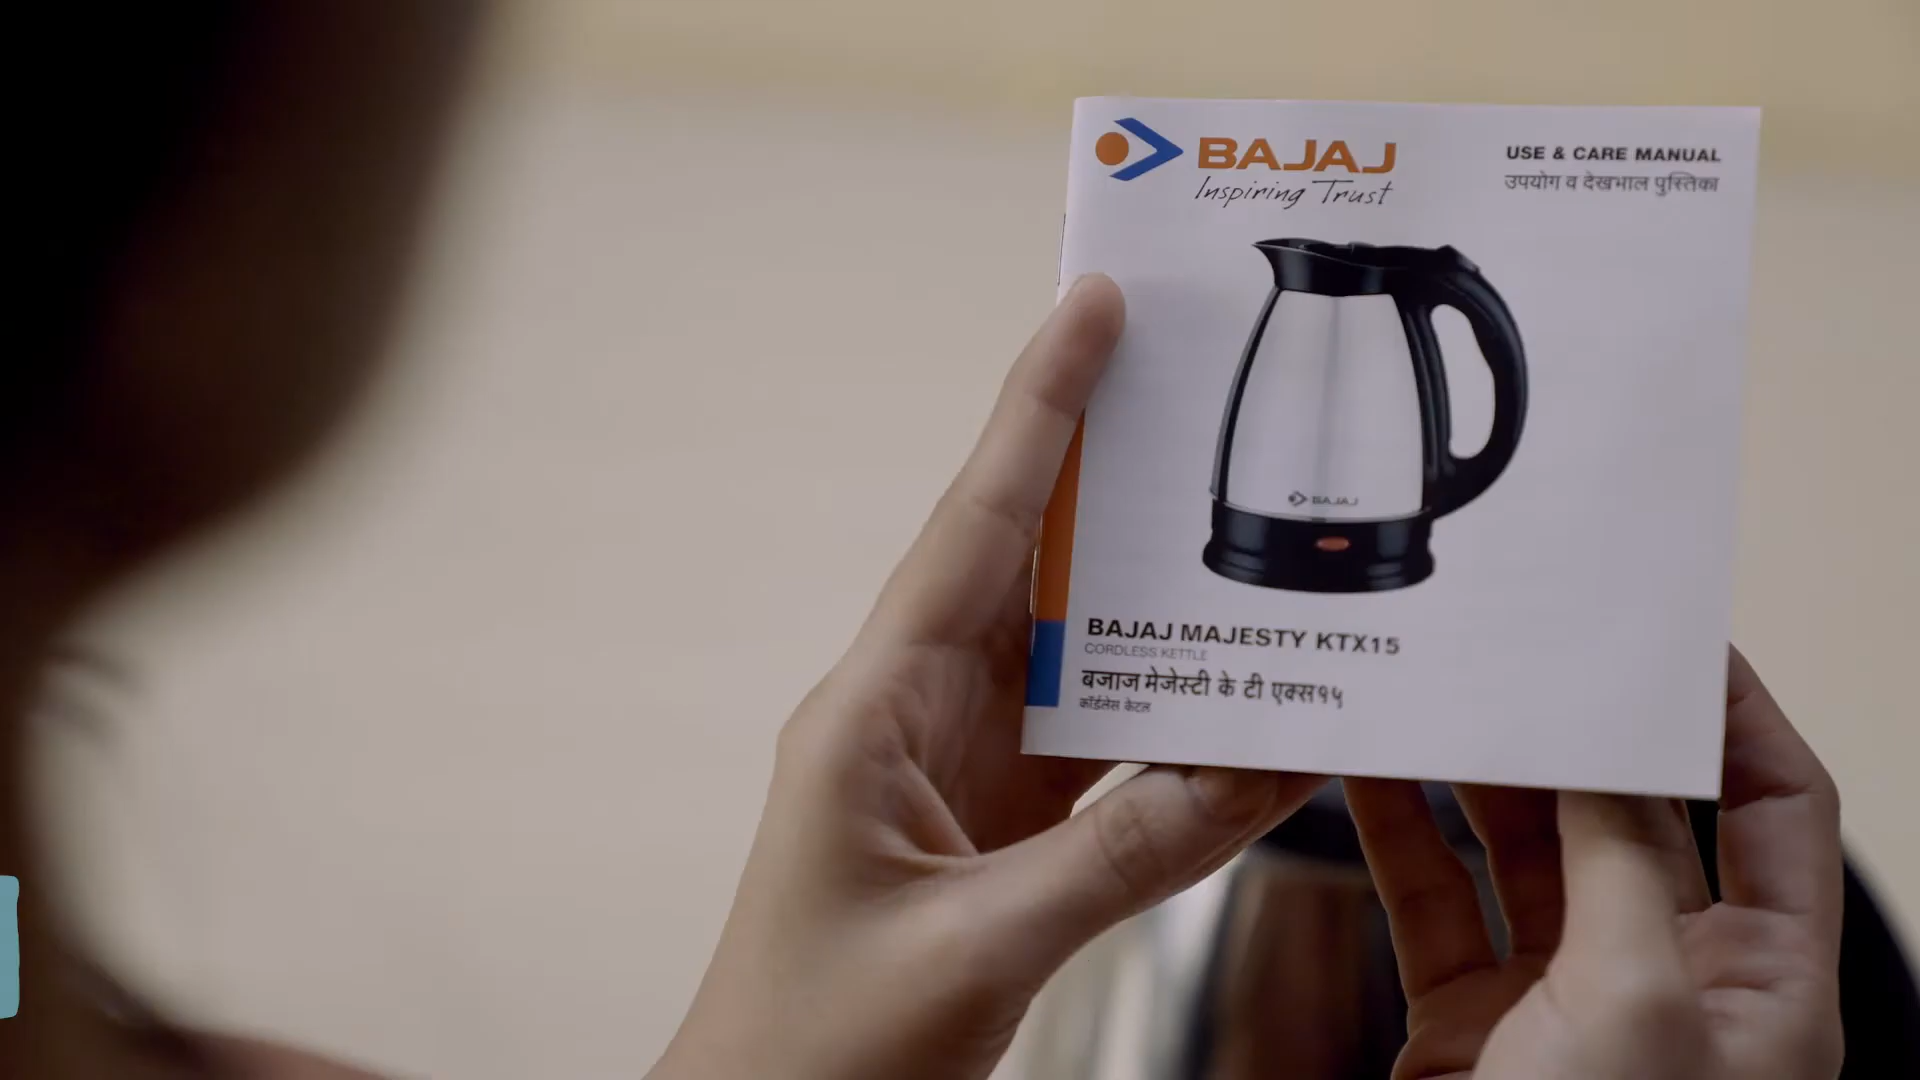 BAJAJ
Inspiring Trust
USE & CARE MANUAL
उपयोग व देखभाल पुस्तिका
BAJAJ
BAJAJ MAJESTY KTX15
CORDLESS KETTLE
बजाज मेजेस्टी के टी एक्स१५
कॉर्डलेस केटल